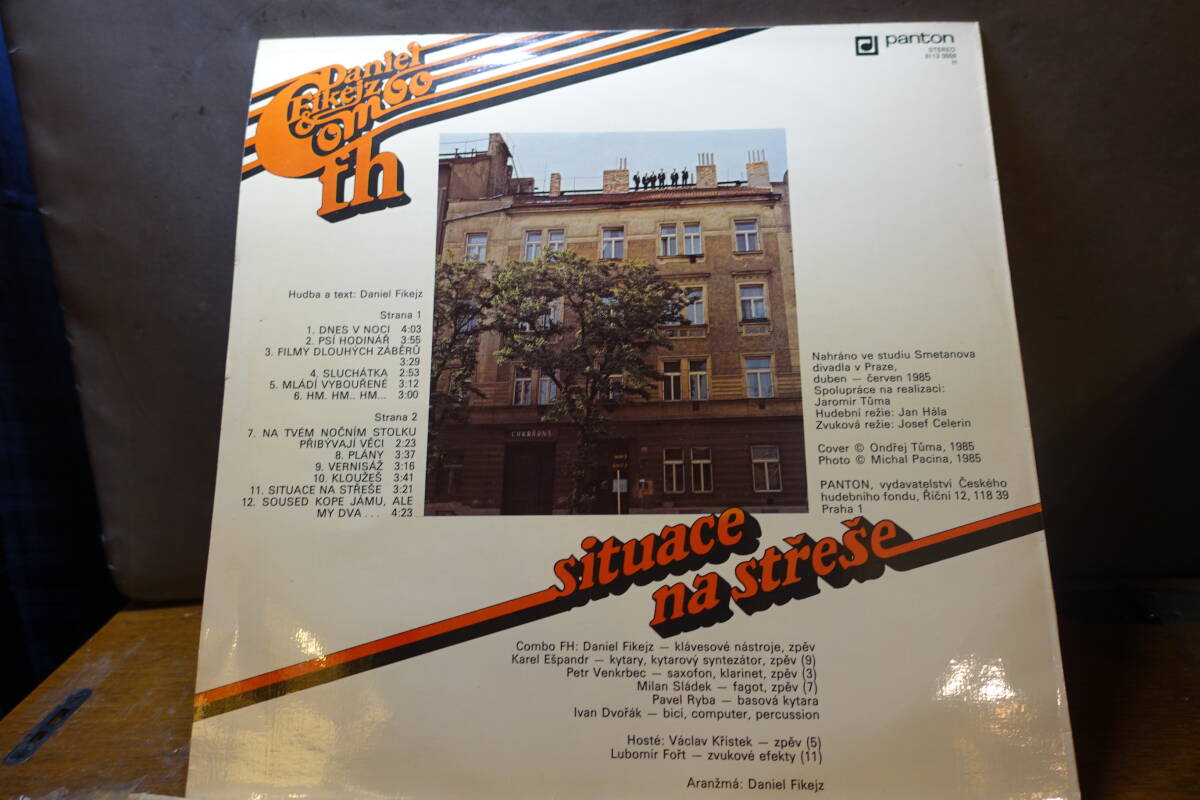 Daniel
Fikejz
& Combo
fh
panton
STEREO
8113 0556
Hudba a text: Daniel Fikejz
Strana 1
1. DNES V NOCI 4:03
2. PSÍ HODINÁŘ 3:55
3. FILMY DLOUHÝCH ZÁBĚRŮ
3:29
4. SLUCHÁTKA 2:53
5. MLÁDÍ VYBOUŘENÉ 3:12
6. HM. HM.. HM... 3:00
Strana 2
7. NA TVÉM NOČNÍM STOLKU
PŘIBÝVAJÍ VĚCI 2:23
8. PLÁNY 3:37
9. VERNISÁŽ 3:16
10. KLOUŽEŠ 3:41
11. SITUACE NA STŘEŠE 3:21
12. SOUSED KOPE JÁMU, ALE
MY DVA ... 4:23
CUKRÁRNA
Nahráno ve studiu Smetanova
divadla v Praze,
duben — červen 1985
Spolupráce na realizaci:
Jaromír Tůma
Hudební režie: Jan Hála
Zvuková režie: Josef Celerin
Cover © Ondřej Tůma, 1985
Photo © Michal Pacina, 1985
PANTON, vydavatelství Českého
hudebního fondu, Říční 12, 118 39
Praha 1
situace
na střeše
Combo FH: Daniel Fikejz — klávesové nástroje, zpěv
Karel Ešpandr — kytary, kytarový syntezátor, zpěv (9)
Petr Venkrbec — saxofon, klarinet, zpěv (3)
Milan Sládek — fagot, zpěv (7)
Pavel Ryba — basová kytara
Ivan Dvořák — bicí, computer, percussion
Hosté: Václav Křístek — zpěv (5)
Lubomír Fořt — zvukové efekty (11)
Aranžmá: Daniel Fikejz